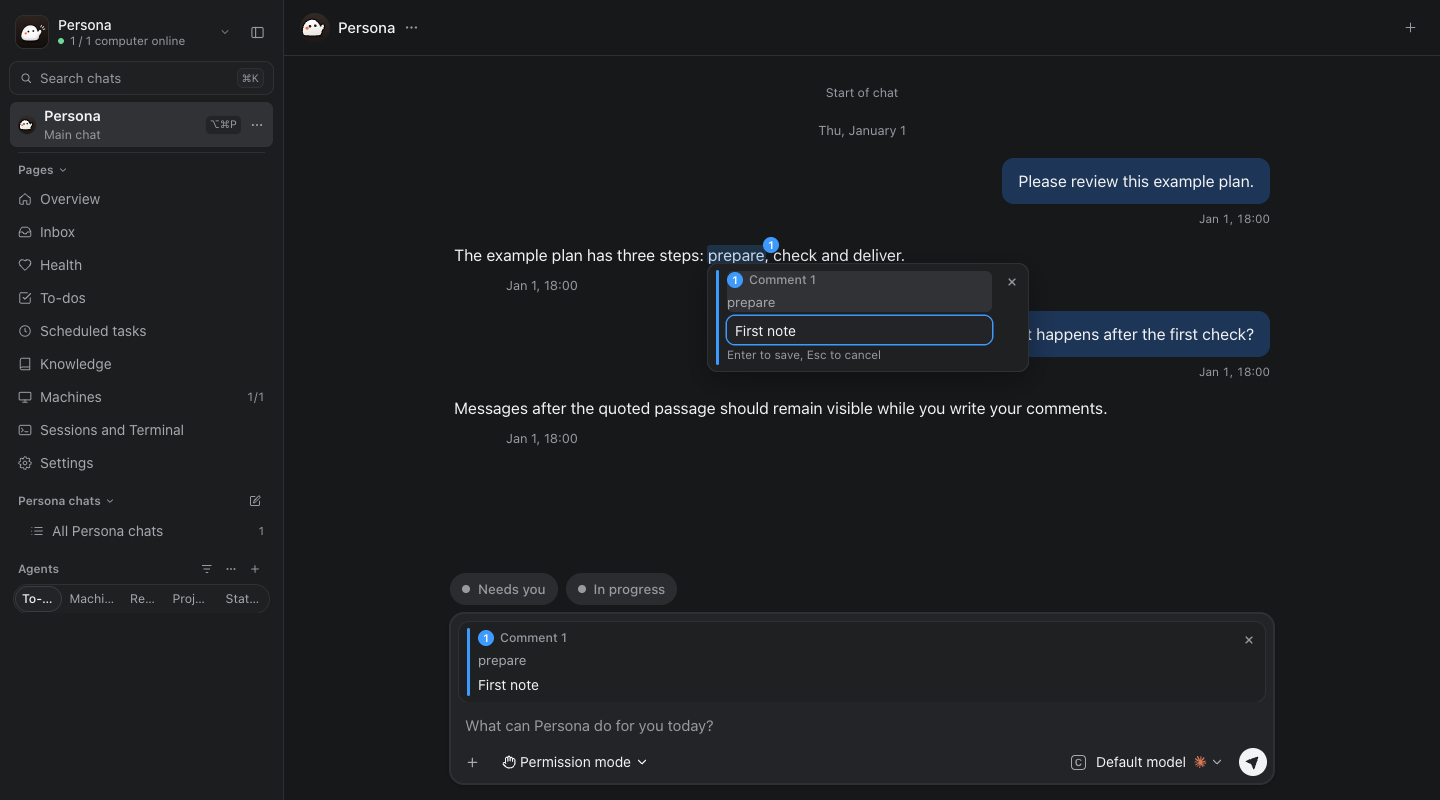 Persona
1 / 1 computer online
Search chats
⌘K
Persona
Main chat
⌥⌘P
Pages
Overview
Inbox
Health
To-dos
Scheduled tasks
Knowledge
Machines
1/1
Sessions and Terminal
Settings
Persona chats
All Persona chats
1
Agents
To-...
Machi...
Re...
Proj...
Stat...
Persona
Start of chat
Thu, January 1
Please review this example plan.
Jan 1, 18:00
The example plan has three steps: prepare, check and deliver.
1
Jan 1, 18:00
1 Comment 1
prepare
First note
Enter to save, Esc to cancel
t happens after the first check?
Jan 1, 18:00
Messages after the quoted passage should remain visible while you write your comments.
Jan 1, 18:00
Needs you
In progress
1 Comment 1
prepare
First note
What can Persona do for you today?
Permission mode
C
Default model